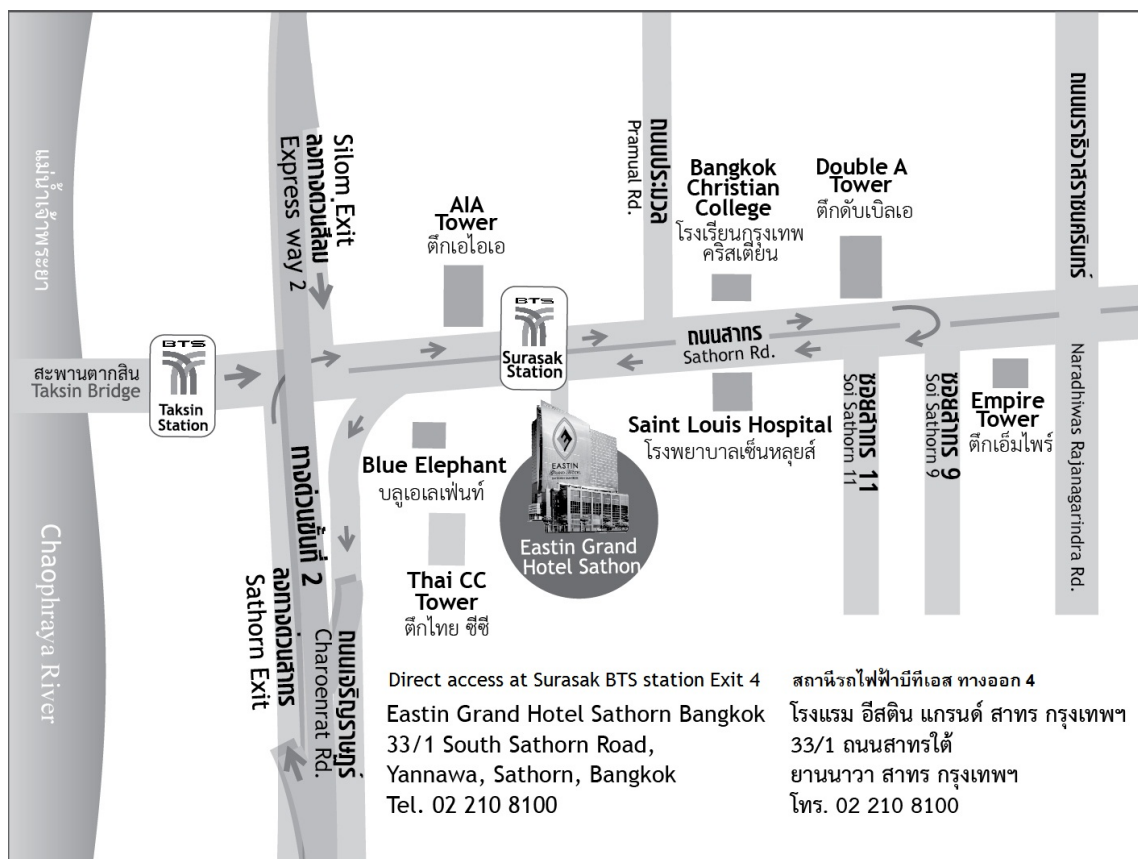 แม่น้ำเจ้าพระยา
Chaophraya River
Silom Exit
ลงทางด่วนสีลม
Express way 2
AIA
Tower
ตึกเอไอเอ
ถนนประมวล
Pramual Rd.
Bangkok
Christian
College
โรงเรียนกรุงเทพ
คริสเตียน
Double A
Tower
ตึกดับเบิลเอ
ถนนนราธิวาสราชนครินทร์
Naradhiwas Rajanagarindra Rd.
สะพานตากสิน
Taksin Bridge
BTS
Taksin
Station
BTS
Surasak
Station
ถนนสาทร
Sathorn Rd.
Blue Elephant
บลูเอเลเฟ่นท์
EASTIN
Eastin Grand
Hotel Sathon
Saint Louis Hospital
โรงพยาบาลเซ็นหลุยส์
ซอยสาทร 11
Soi Sathorn 11
ซอยสาทร 9
Soi Sathorn 9
Empire
Tower
ตึกเอ็มไพร์
ทางด่วนขั้นที่ 2
ลงทางด่วนสาทร
Sathorn Exit
ถนนเจริญราษฎร์
Charoenrat Rd.
Thai CC
Tower
ตึกไทย ซีซี
Direct access at Surasak BTS station Exit 4
Eastin Grand Hotel Sathorn Bangkok
33/1 South Sathorn Road,
Yannawa, Sathorn, Bangkok
Tel. 02 210 8100
สถานีรถไฟฟ้าบีทีเอส ทางออก 4
โรงแรม อีสติน แกรนด์ สาทร กรุงเทพฯ
33/1 ถนนสาทรใต้
ยานนาวา สาทร กรุงเทพฯ
โทร. 02 210 8100